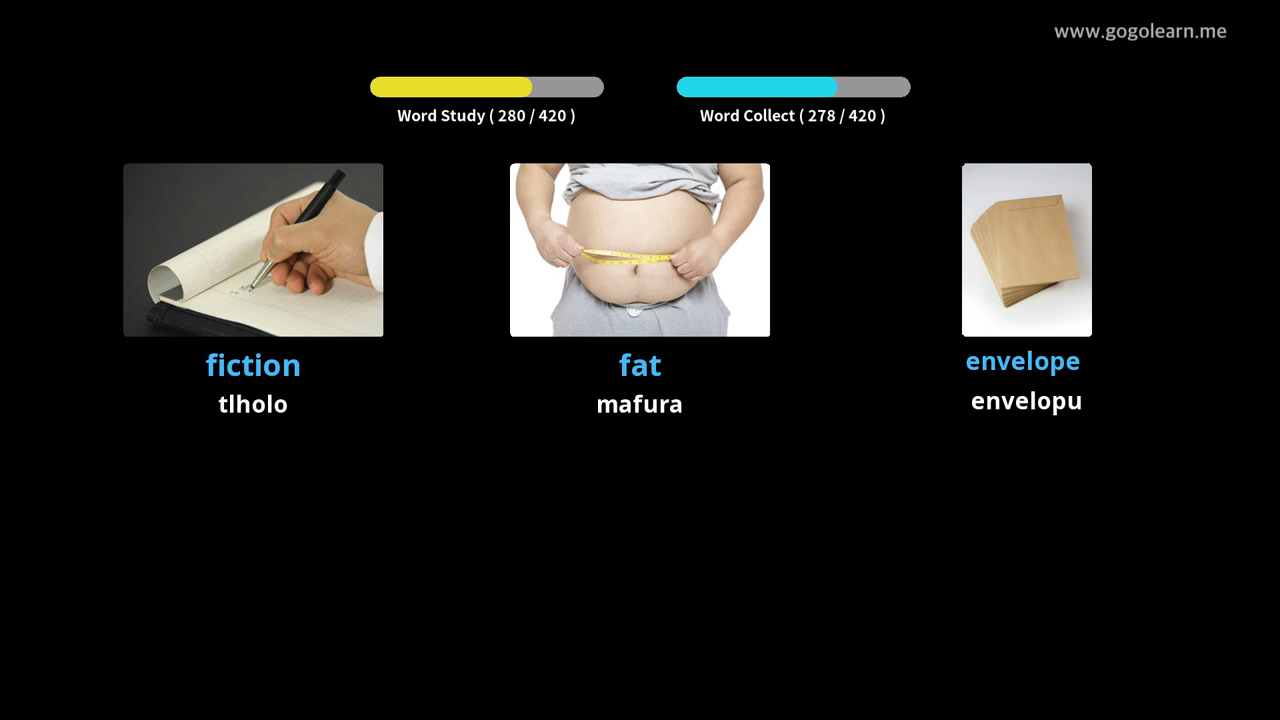 www.gogolearn.me
Word Study ( 280 / 420 )
Word Collect ( 278 / 420 )
fiction
tlholo
fat
mafura
envelope
envelopu